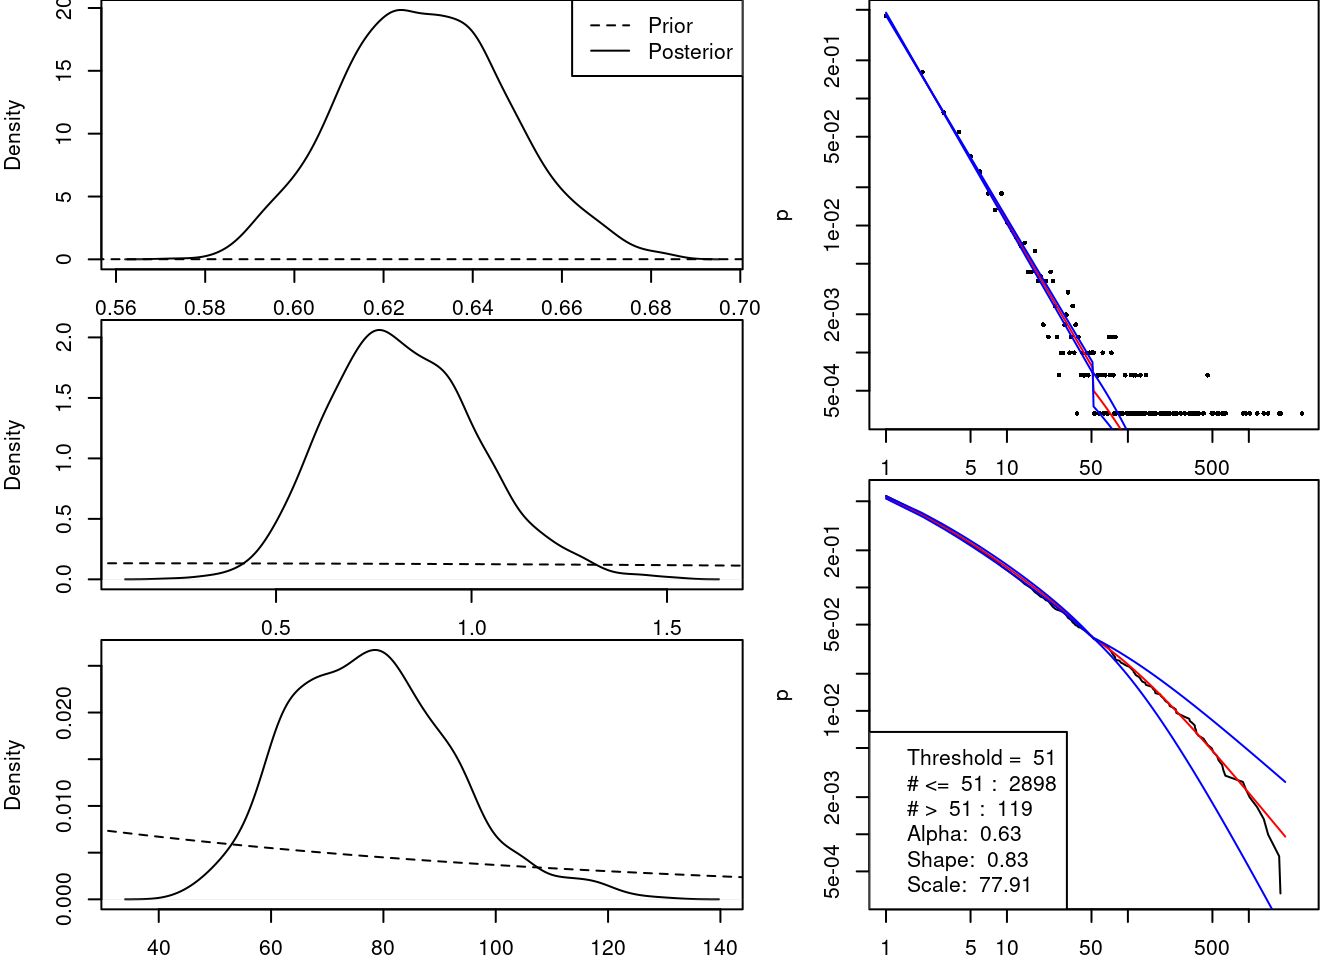 Density
20
15
10
5
0
Prior
Posterior
0.56 0.58 0.60 0.62 0.64 0.66 0.68 0.70
Density
2.0
1.5
1.0
0.5
0.0
0.5 1.0 1.5
Density
0.020
0.010
0.000
40 60 80 100 120 140
p
2e-01
5e-02
1e-02
2e-03
5e-04
1 5 10 50 500
p
2e-01
5e-02
1e-02
2e-03
5e-04
Threshold = 51
# <= 51 : 2898
# > 51 : 119
Alpha: 0.63
Shape: 0.83
Scale: 77.91
1 5 10 50 500